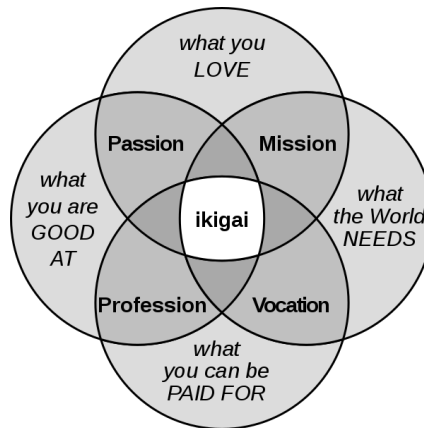 what you
LOVE
Passion
Mission
what
you are
GOOD
AT
ikigai
what
the World
NEEDS
Profession
Vocation
what
you can be
PAID FOR